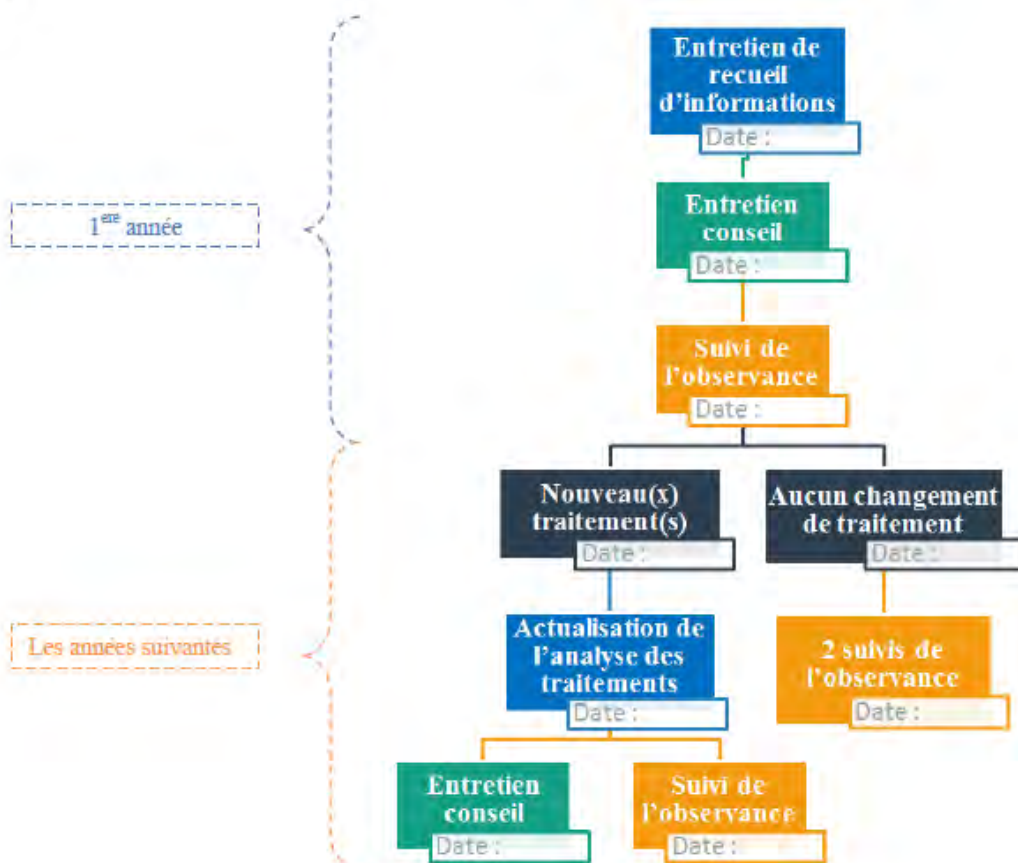 Entretien de
recueil
d'informations
Date :
1ere année
Entretien
conseil
Date :
Suivi de
l'observance
Date :
Nouveau(x)
traitement(s)
Date :
Aucun changement
de traitement
Date :
Les années suivantes
Actualisation de
l'analyse des
traitements
Date :
2 suivis de
l'observance
Date :
Entretien
conseil
Date :
Suivi de
l'observance
Date :